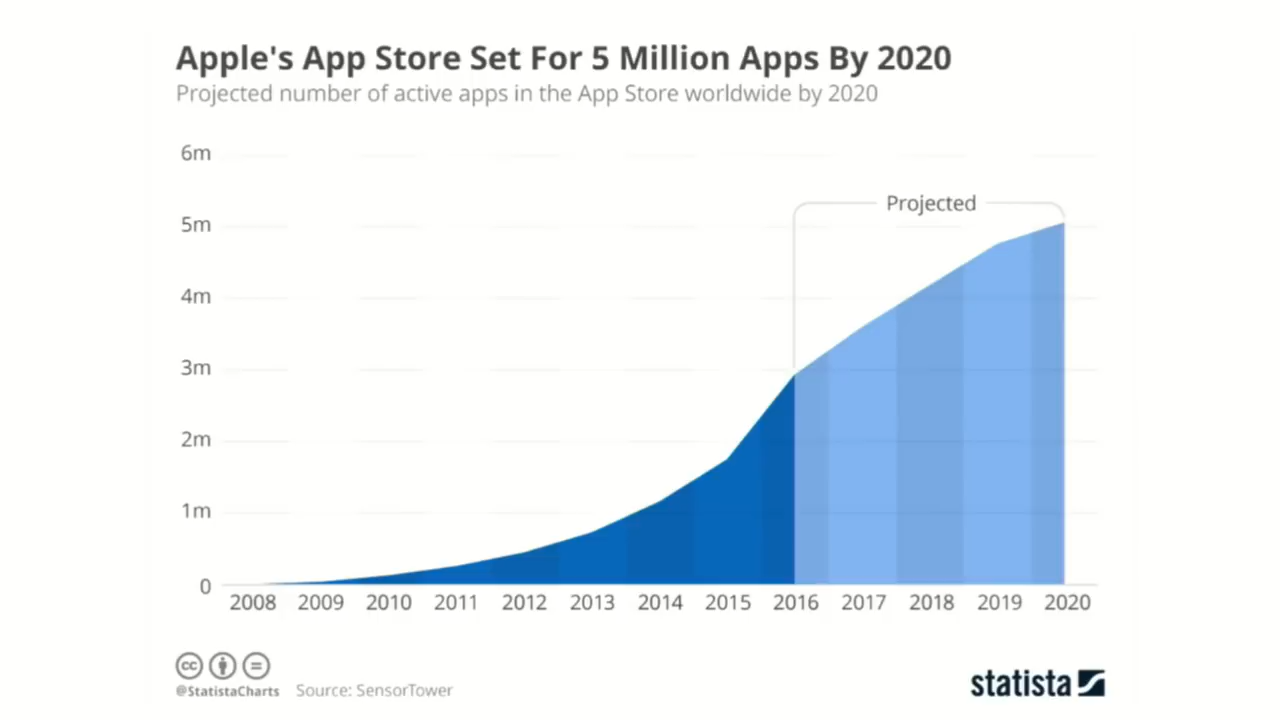 Apple's App Store Set For 5 Million Apps By 2020
Projected number of active apps in the App Store worldwide by 2020
6m
Projected
5m
4m
3m
2m
1m
0
2008 2009 2010 2011 2012 2013 2014 2015 2016 2017 2018 2019 2020
cc
@StatistaCharts Source: SensorTower
statista